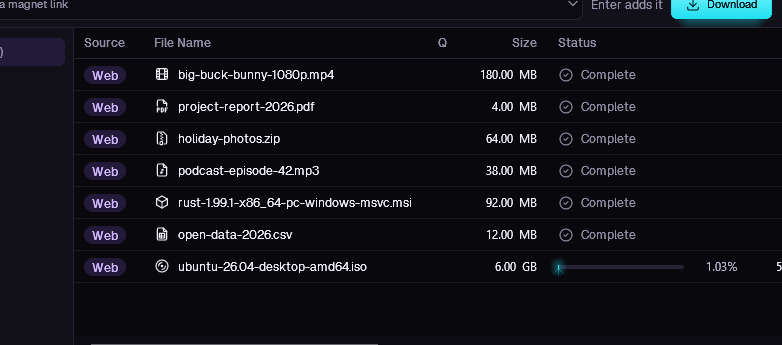 a magnet link Enter adds it Download
Source File Name Q Size Status
Web big-buck-bunny-1080p.mp4 180.00 MB Complete
Web project-report-2026.pdf 4.00 MB Complete
Web holiday-photos.zip 64.00 MB Complete
Web podcast-episode-42.mp3 38.00 MB Complete
Web rust-1.99.1-x86_64-pc-windows-msvc.msi 92.00 MB Complete
Web open-data-2026.csv 12.00 MB Complete
Web ubuntu-26.04-desktop-amd64.iso 6.00 GB 1.03% 5